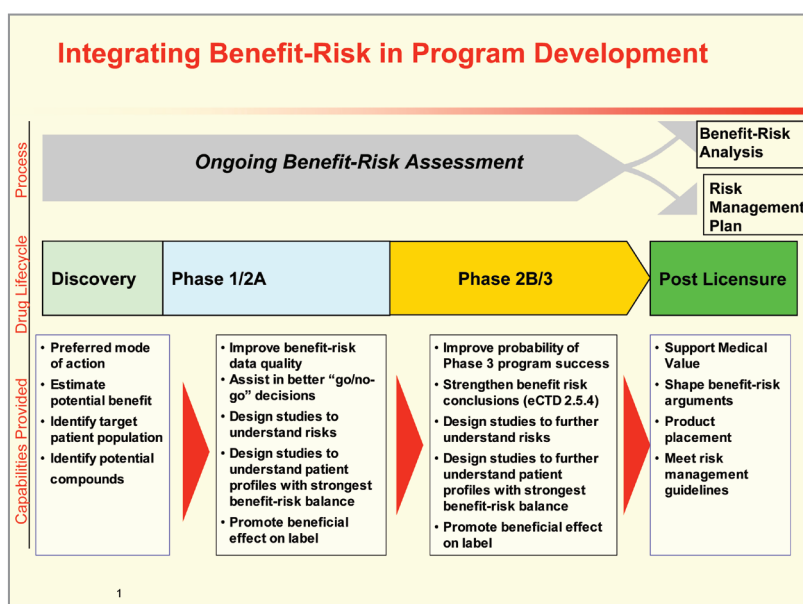 Integrating Benefit-Risk in Program Development
Process
Ongoing Benefit-Risk Assessment
Benefit-Risk
Analysis
Risk
Management
Plan
Drug Lifecycle
Discovery
Phase 1/2A
Phase 2B/3
Post Licensure
Capabilities Provided
• Preferred mode
of action
• Estimate
potential benefit
• Identify target
patient population
• Identify potential
compounds
• Improve benefit-risk
data quality
• Assist in better “go/no-
go” decisions
• Design studies to
understand risks
• Design studies to
understand patient
profiles with strongest
benefit-risk balance
• Promote beneficial
effect on label
• Improve probability of
Phase 3 program success
• Strengthen benefit risk
conclusions (eCTD 2.5.4)
• Design studies to further
understand risks
• Design studies to further
understand patient
profiles with strongest
benefit-risk balance
• Promote beneficial effect
on label
• Support Medical
Value
• Shape benefit-risk
arguments
• Product
placement
• Meet risk
management
guidelines
1